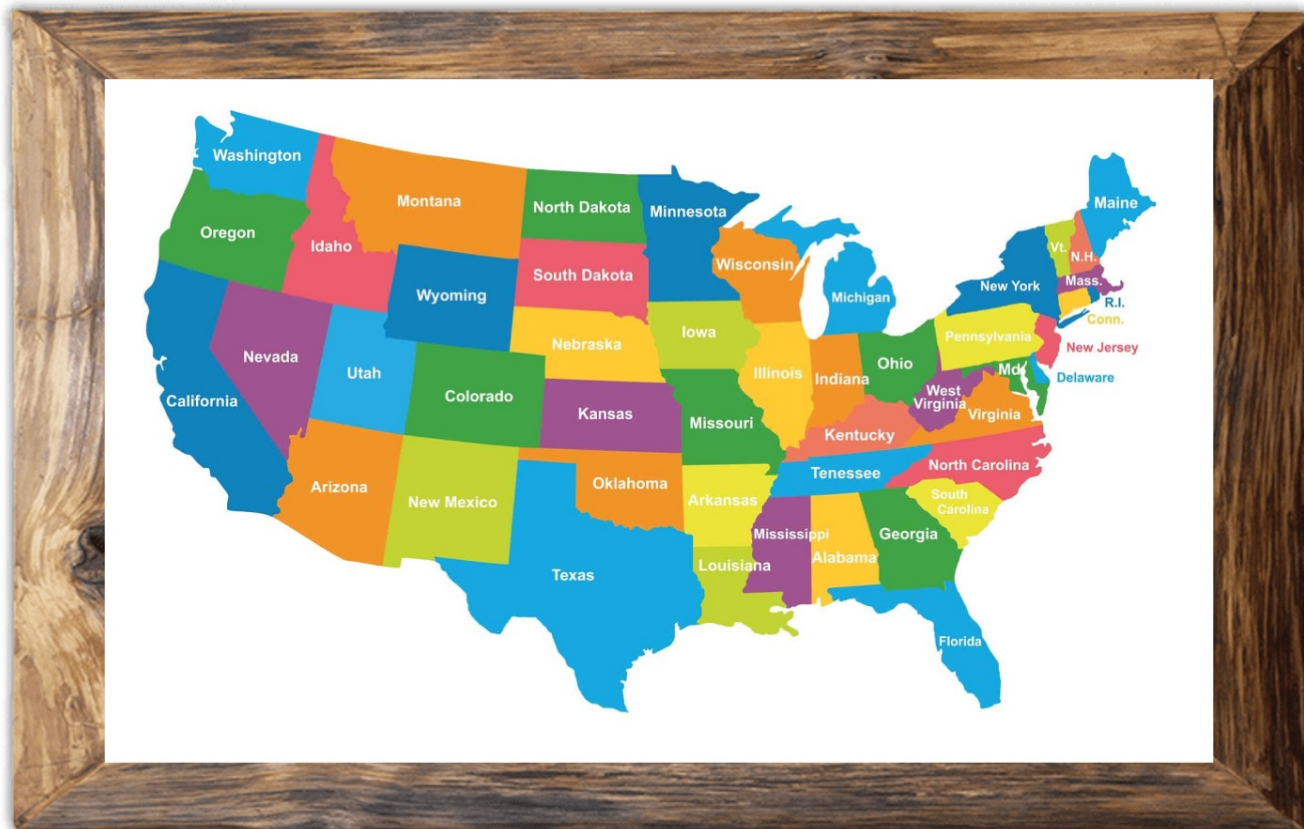 Washington
Montana
North Dakota
Minnesota
Maine
Oregon
Idaho
South Dakota
Wisconsin
Vt.
N.H.
Wyoming
Michigan
New York
Mass.
R.I.
Conn.
Nevada
Utah
Nebraska
Iowa
Illinois
Indiana
Ohio
Pennsylvania
New Jersey
Md
Delaware
California
Colorado
Kansas
Missouri
West
Virginia
Virginia
Kentucky
Arizona
New Mexico
Oklahoma
Arkansas
Tenessee
North Carolina
South
Carolina
Texas
Louisiana
Mississippi
Alabama
Georgia
Florida